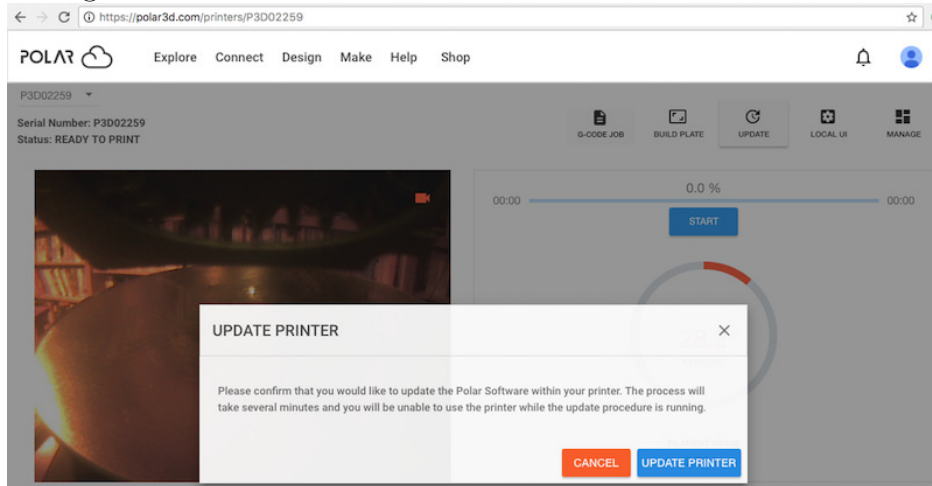 https://polar3d.com/printers/P3D02259
POLAR
Explore Connect Design Make Help Shop
P3D02259
Serial Number: P3D02259
Status: READY TO PRINT
G-CODE JOB BUILD PLATE UPDATE LOCAL UI MANAGE
0.0 %
00:00 00:00
START
UPDATE PRINTER
Please confirm that you would like to update the Polar Software within your printer. The process will
take several minutes and you will be unable to use the printer while the update procedure is running.
CANCEL UPDATE PRINTER